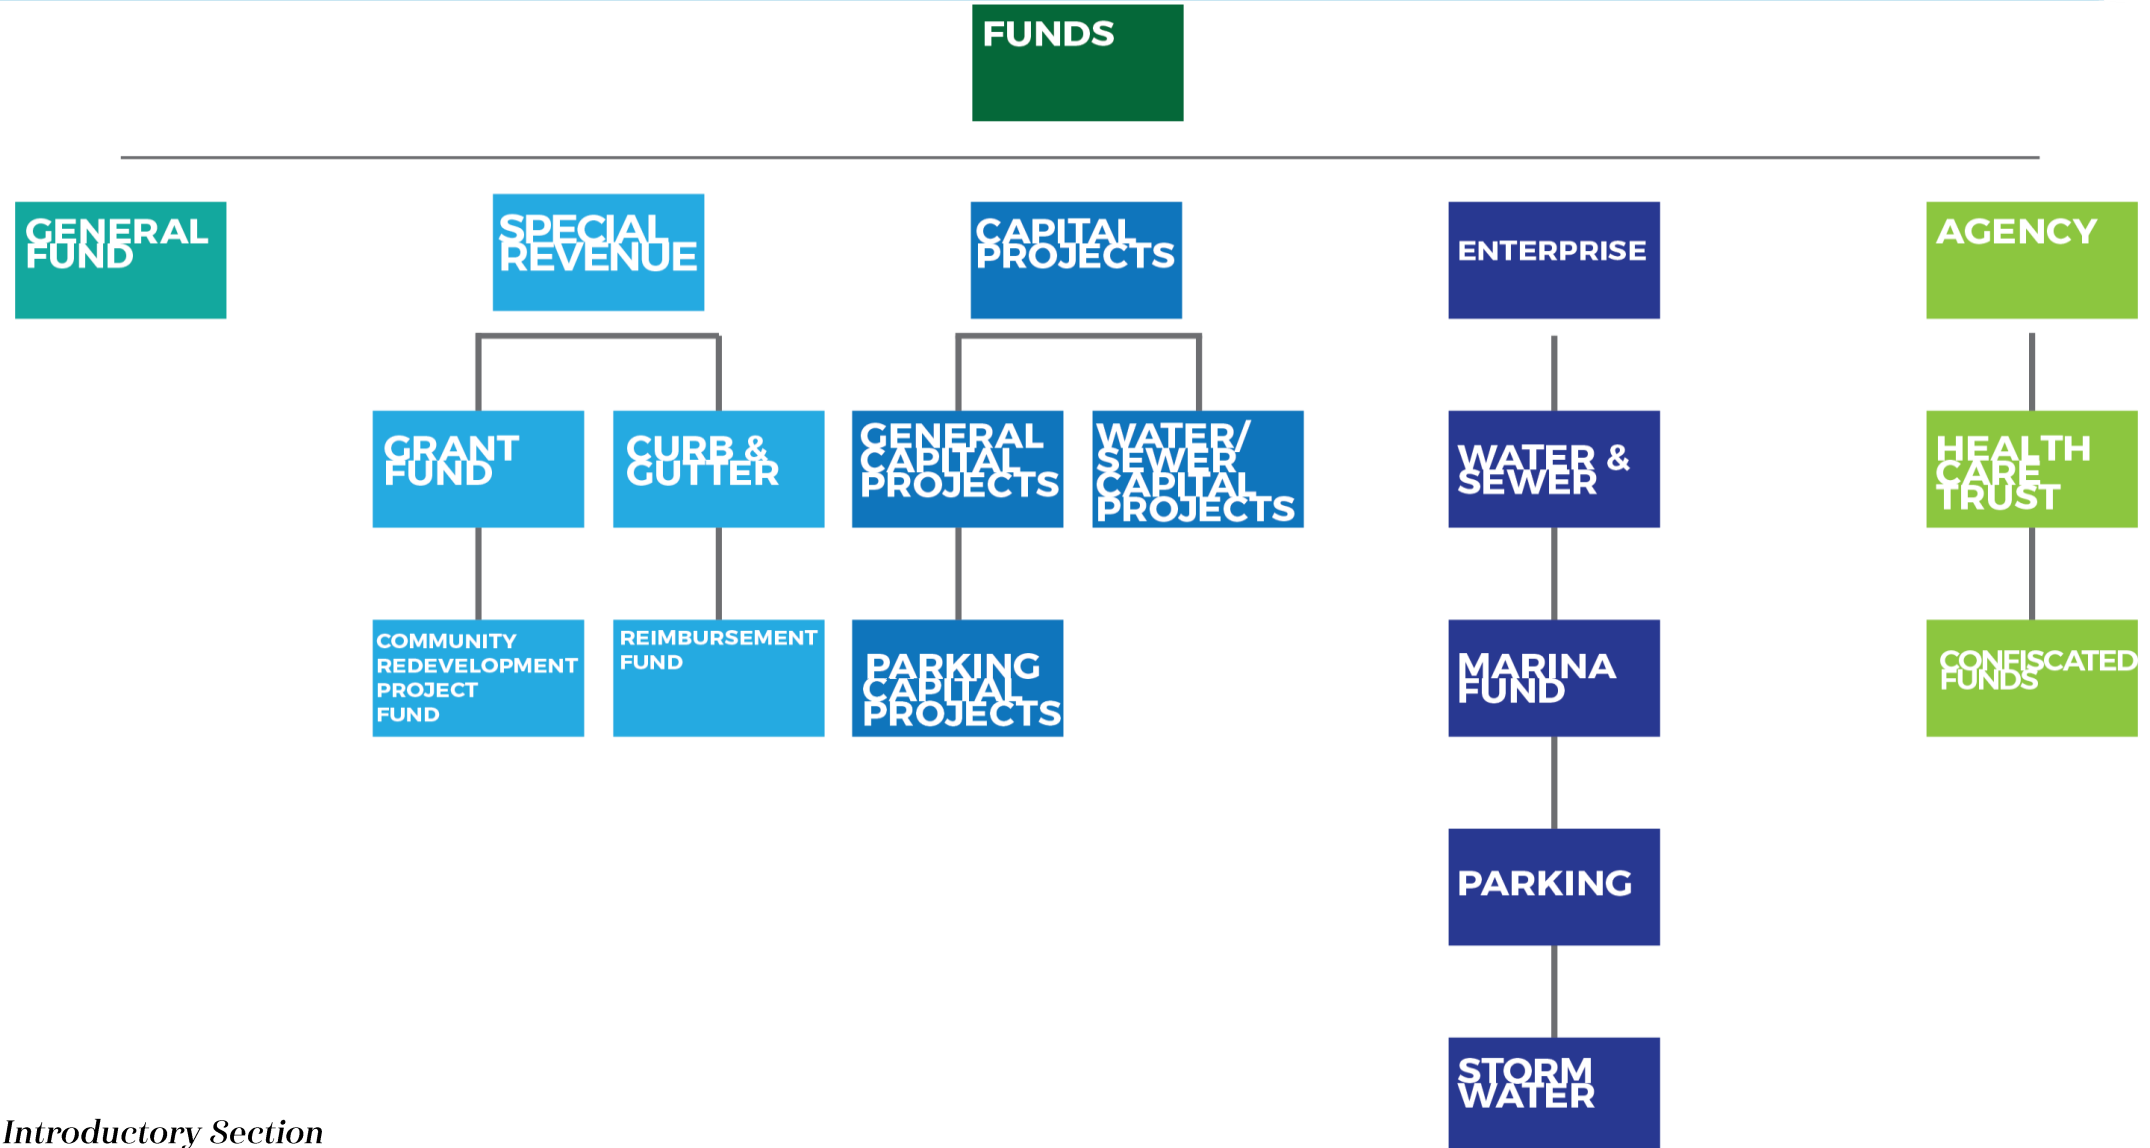 FUNDS
GENERAL
FUND
SPECIAL
REVENUE
CAPITAL
PROJECTS
ENTERPRISE
AGENCY
GRANT
FUND
CURB &
GUTTER
GENERAL
CAPITAL
PROJECTS
WATER/
SEWER
CAPITAL
PROJECTS
WATER &
SEWER
HEALTH
CARE
TRUST
COMMUNITY
REDEVELOPMENT
PROJECT
FUND
REIMBURSEMENT
FUND
PARKING
CAPITAL
PROJECTS
MARINA
FUND
CONFISCATED
FUNDS
PARKING
STORM
WATER
Introductory Section